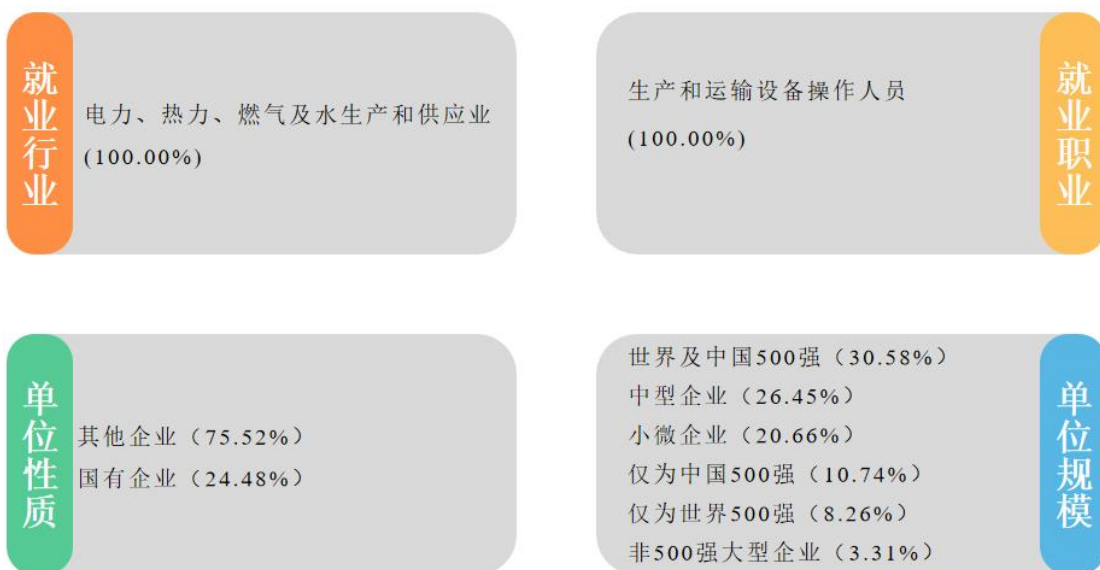 就业行业
电力、热力、燃气及水生产和供应业
(100.00%)
生产和运输设备操作人员
(100.00%)
就业职业
单位性质
其他企业（75.52%）
国有企业（24.48%）
世界及中国500强（30.58%）
中型企业（26.45%）
小微企业（20.66%）
仅为中国500强（10.74%）
仅为世界500强（8.26%）
非500强大型企业（3.31%）
单位规模